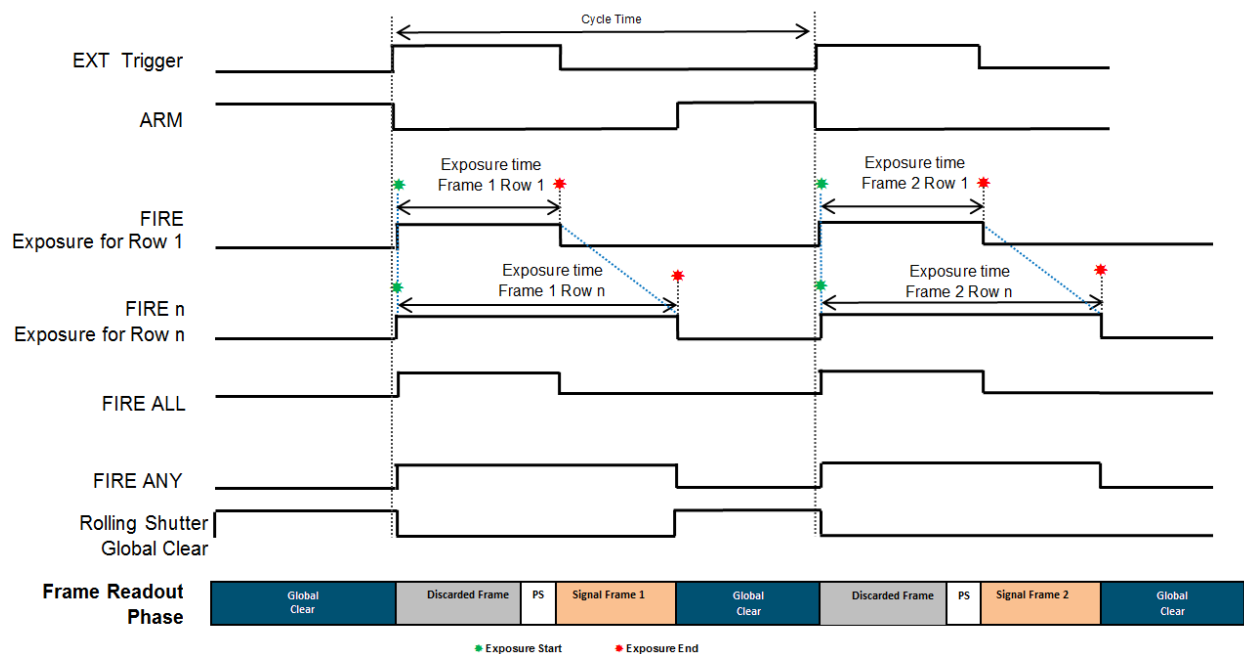 Cycle Time
EXT Trigger
ARM
Exposure time
Frame 1 Row 1
Exposure time
Frame 2 Row 1
FIRE
Exposure for Row 1
Exposure time
Frame 1 Row n
Exposure time
Frame 2 Row n
FIRE n
Exposure for Row n
FIRE ALL
FIRE ANY
Rolling Shutter
Global Clear
Frame Readout
Phase
Global
Clear
Discarded Frame
PS
Signal Frame 1
Global
Clear
Discarded Frame
PS
Signal Frame 2
Global
Clear
Exposure Start
Exposure End